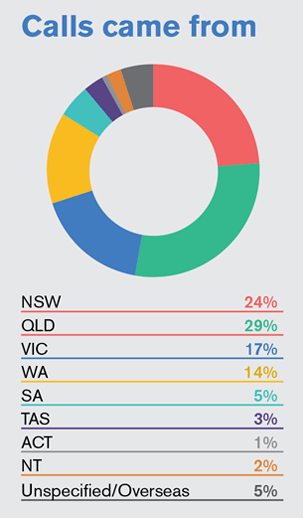 Calls came from
NSW 24%
QLD 29%
VIC 17%
WA 14%
SA 5%
TAS 3%
ACT 1%
NT 2%
Unspecified/Overseas 5%